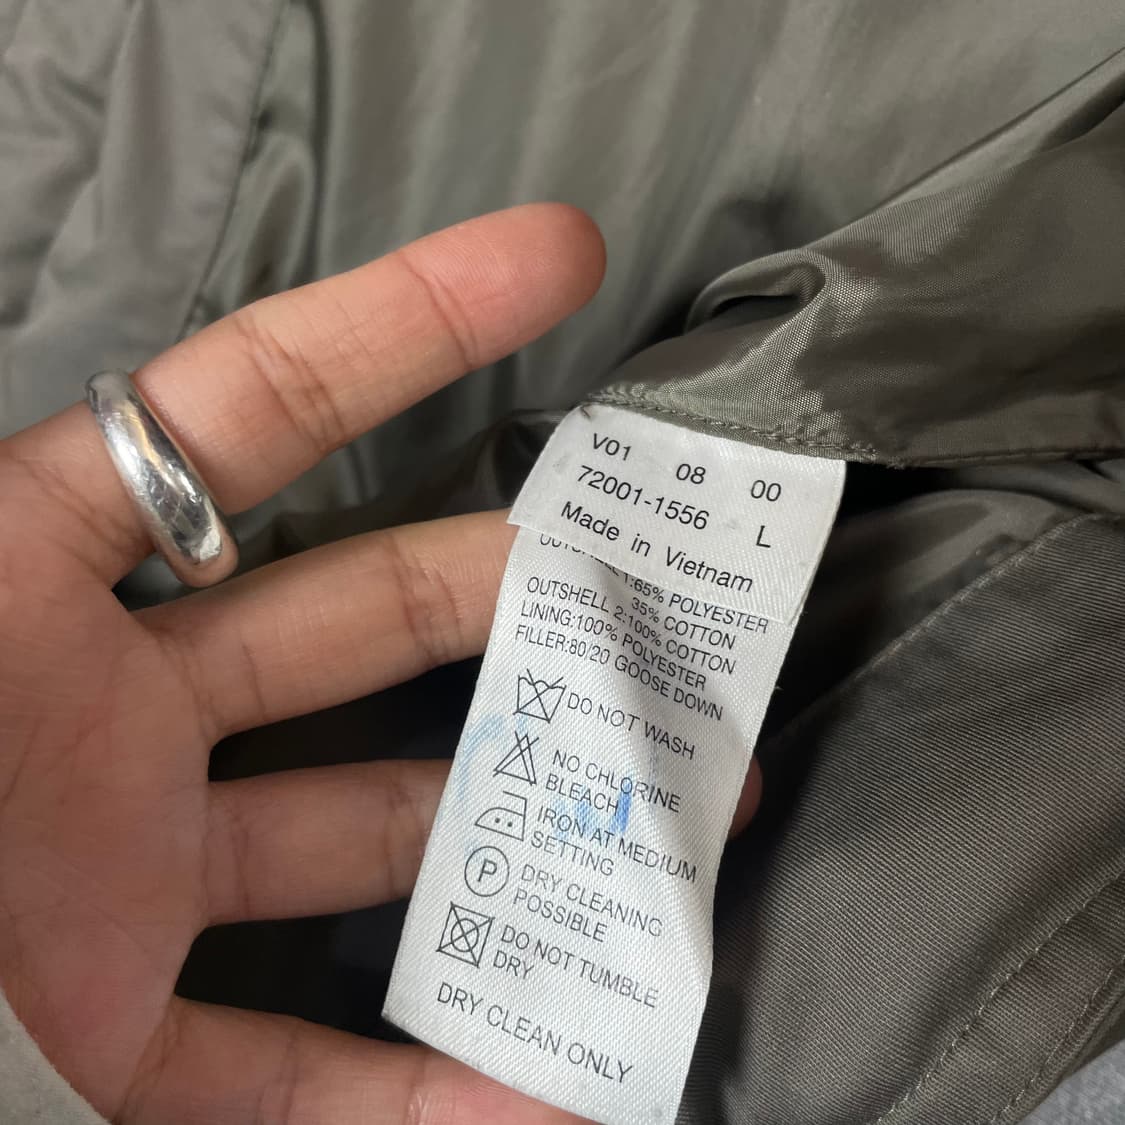 V01 08 00
72001-1556 L
Made in Vietnam
1:65% POLYESTER
35% COTTON
OUTSHELL 2:100% COTTON
LINING:100% POLYESTER
FILLER:80/20 GOOSE DOWN
DO NOT WASH
NO CHLORINE
BLEACH
IRON AT MEDIUM
SETTING
P
DRY CLEANING
POSSIBLE
DO NOT TUMBLE
DRY
DRY CLEAN ONLY